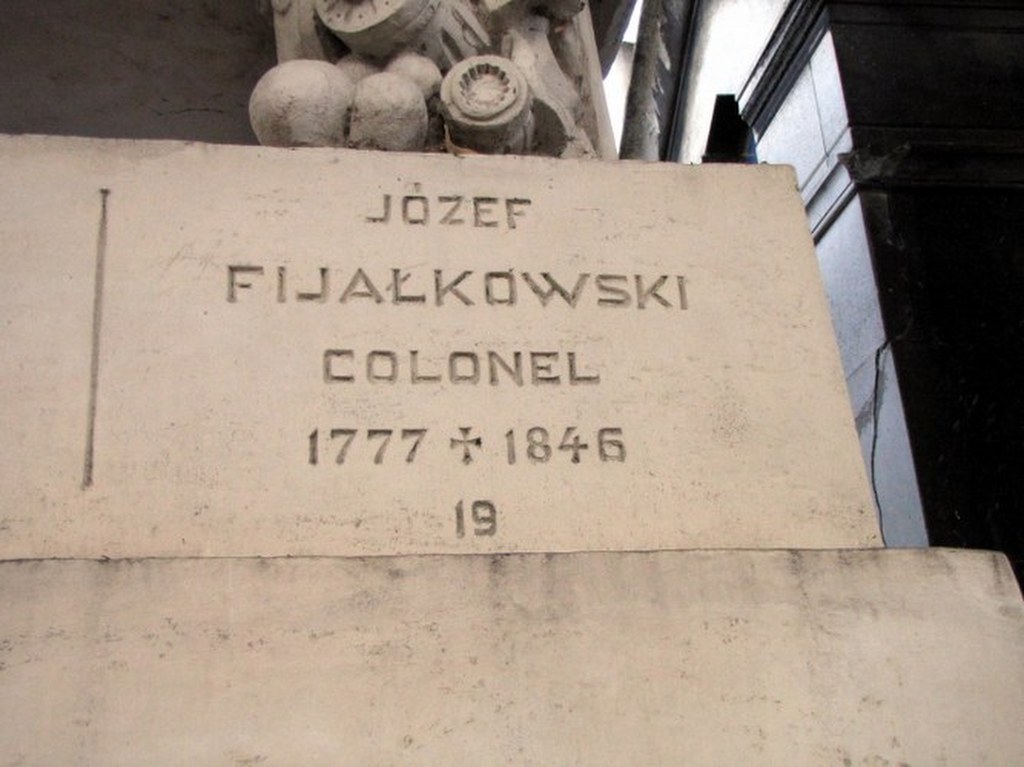 JÓZEF
FIJAŁKOWSKI
COLONEL
1777 ✝ 1846
19